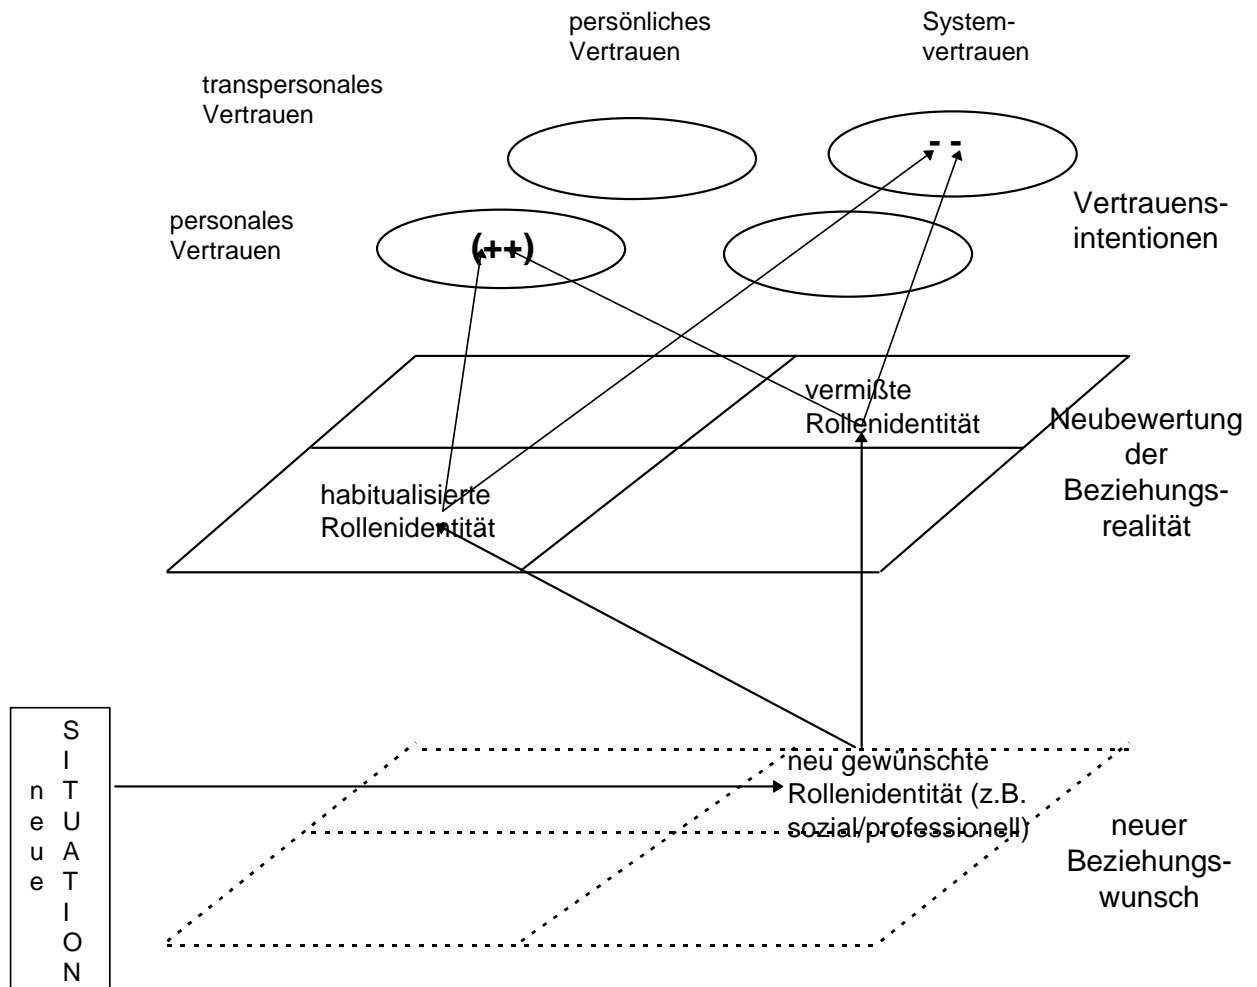 persönliches
Vertrauen
System-
vertrauen
transpersonales
Vertrauen
- -
personales
Vertrauen
(++)
Vertrauens-
intentionen
vermißte
Rollenidentität
Neubewertung
der
Beziehungs-
realität
habitualisierte
Rollenidentität
neue
SITUATION
neu gewünschte
Rollenidentität (z.B.
sozial/professionell)
neuer
Beziehungs-
wunsch